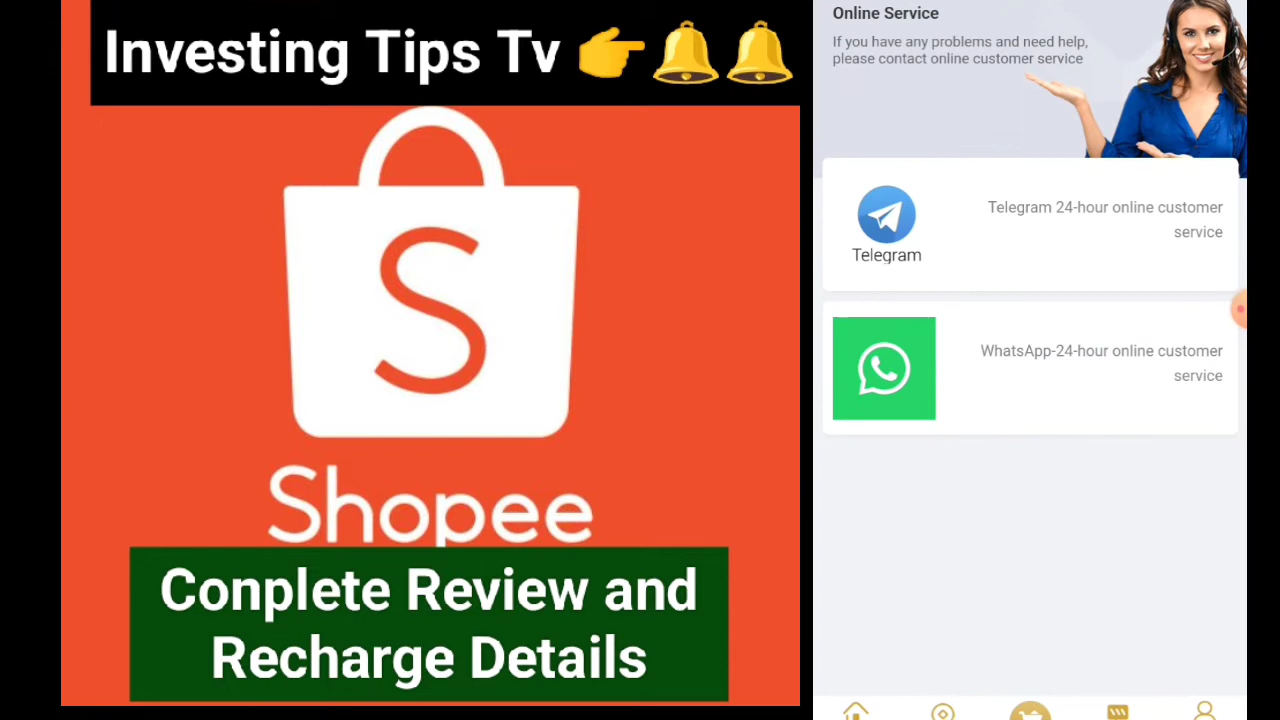 Investing Tips Tv 👉🔔🔔
Shopee
Conplete Review and
Recharge Details
Online Service
If you have any problems and need help,
please contact online customer service
Telegram 24-hour online customer
service
Telegram
WhatsApp-24-hour online customer
service